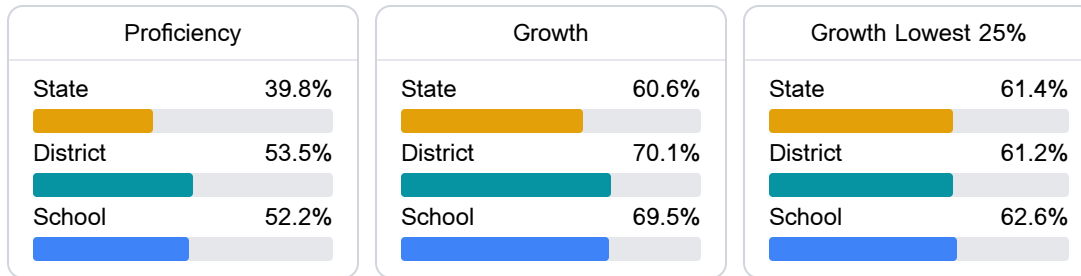 Proficiency
State 39.8%
District 53.5%
School 52.2%
Growth
State 60.6%
District 70.1%
School 69.5%
Growth Lowest 25%
State 61.4%
District 61.2%
School 62.6%